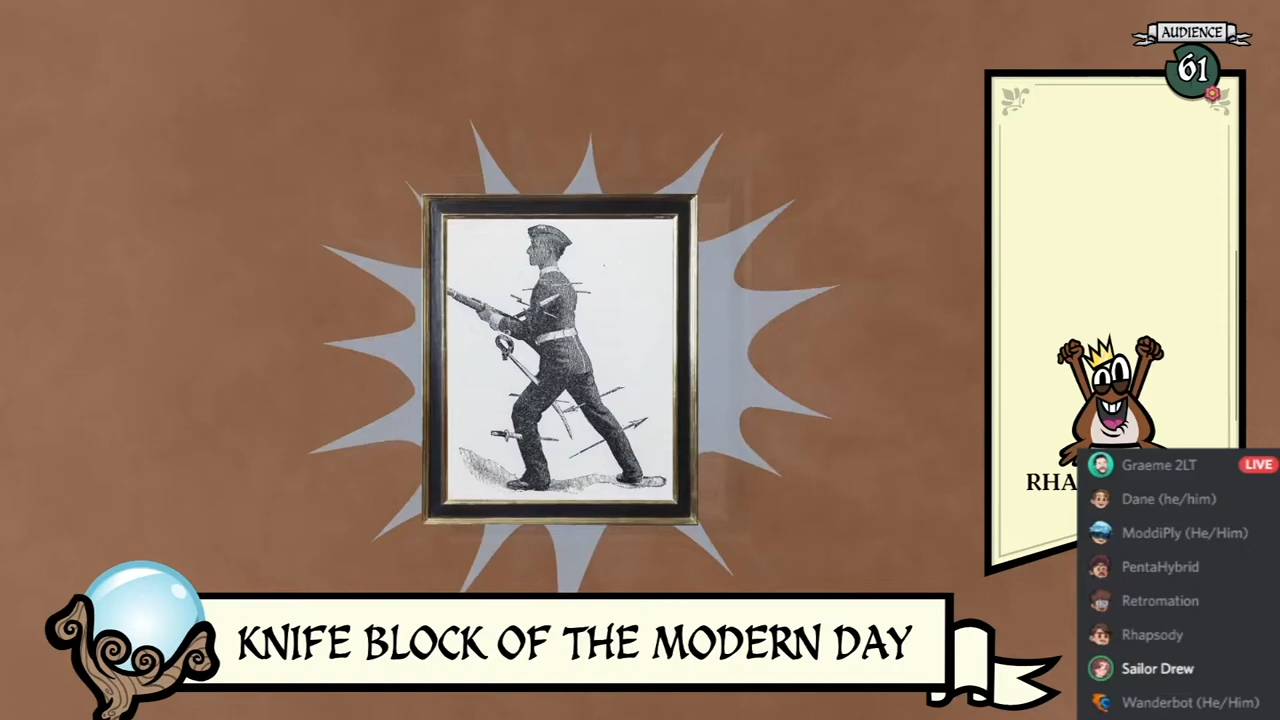 AUDIENCE
61
KNIFE BLOCK OF THE MODERN DAY
RHA
Graeme 2LT
LIVE
Dane (he/him)
ModdiPly (He/Him)
PentaHybrid
Retromation
Rhapsody
Sailor Drew
Wanderbot (He/Him)